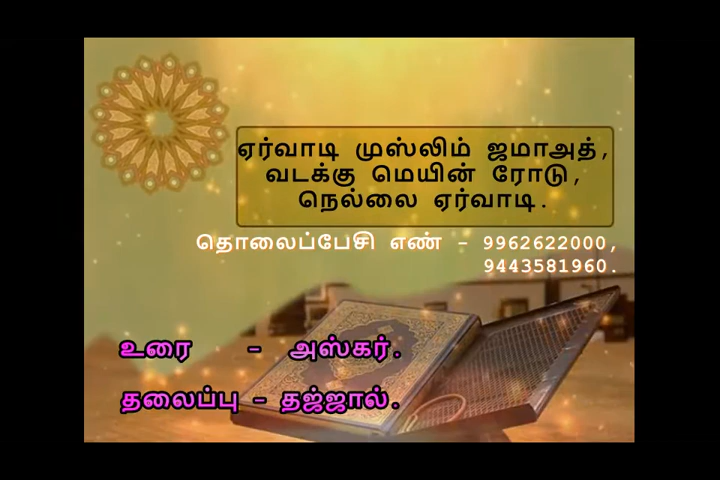 ஏர்வாடி முஸ்லிம் ஜமாஅத்,
வடக்கு மெயின் ரோடு,
நெல்லை ஏர்வாடி.
தொலைப்பேசி எண் - 9962622000,
9443581960.
உரை - அஸ்கர்.
தலைப்பு - தஜ்ஜால்.